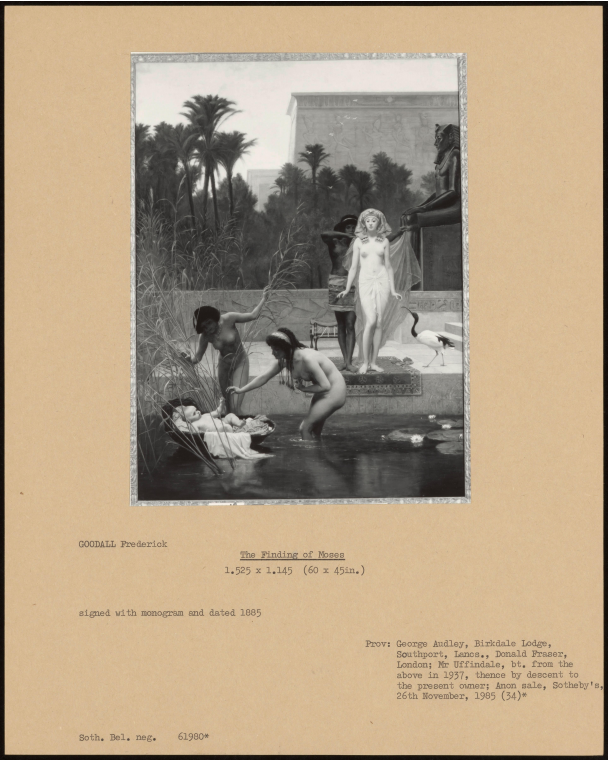 GOODALL Frederick
The Finding of Moses
1.525 x 1.145 (60 x 45in.)
signed with monogram and dated 1885
Prov: George Audley, Birkdale Lodge,
Southport, Lancs., Donald Fraser,
London; Mr Uffindale, bt. from the
above in 1937, thence by descent to
the present owner; Anon sale, Sotheby's,
26th November, 1985 (34)*
Soth. Bel. neg. 61980*